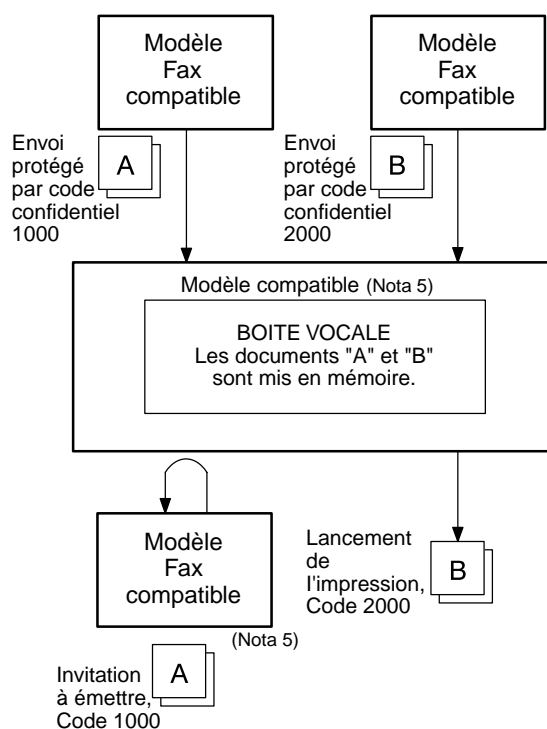 Modèle
Fax
compatible
Modèle
Fax
compatible
Envoi
protégé
par code
confidentiel
1000
A
Envoi
protégé
par code
confidentiel
2000
B
Modèle compatible (Nota 5)
BOITE VOCALE
Les documents "A" et "B"
sont mis en mémoire.
Modèle
Fax
compatible
(Nota 5)
Lancement
de
l'impression,
Code 2000
B
Invitation
à émettre,
Code 1000
A